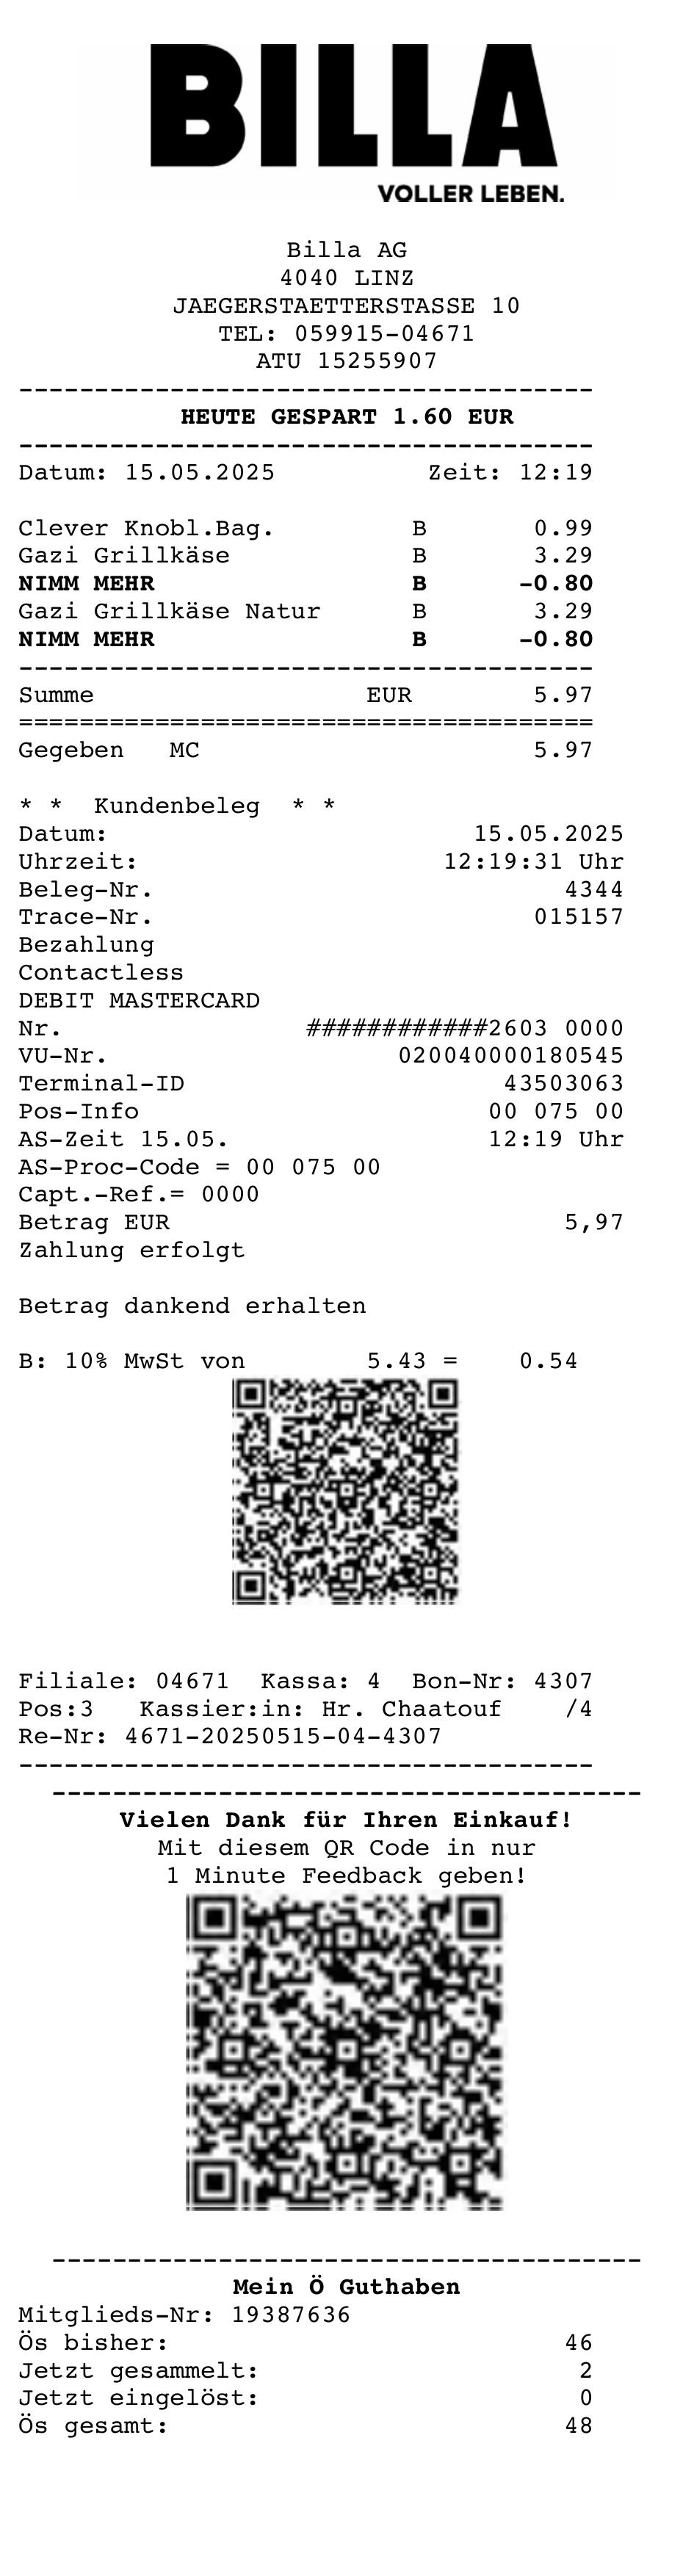 BILLA
VOLLER LEBEN.
Billa AG
4040 LINZ
JAEGERSTAETTERSTASSE 10
TEL: 059915-04671
ATU 15255907
--------------------------------------
HEUTE GESPART 1.60 EUR
--------------------------------------
Datum: 15.05.2025 Zeit: 12:19
Clever Knobl.Bag. B 0.99
Gazi Grillkäse B 3.29
NIMM MEHR B -0.80
Gazi Grillkäse Natur B 3.29
NIMM MEHR B -0.80
--------------------------------------
Summe EUR 5.97
======================================
Gegeben MC 5.97
* * Kundenbeleg * *
Datum: 15.05.2025
Uhrzeit: 12:19:31 Uhr
Beleg-Nr. 4344
Trace-Nr. 015157
Bezahlung
Contactless
DEBIT MASTERCARD
Nr. ############2603 0000
VU-Nr. 020040000180545
Terminal-ID 43503063
Pos-Info 00 075 00
AS-Zeit 15.05. 12:19 Uhr
AS-Proc-Code = 00 075 00
Capt.-Ref.= 0000
Betrag EUR 5,97
Zahlung erfolgt
Betrag dankend erhalten
B: 10% MwSt von 5.43 = 0.54
Filiale: 04671 Kassa: 4 Bon-Nr: 4307
Pos:3 Kassier:in: Hr. Chaatouf /4
Re-Nr: 4671-20250515-04-4307
--------------------------------------
---------------------------------------
Vielen Dank für Ihren Einkauf!
Mit diesem QR Code in nur
1 Minute Feedback geben!
---------------------------------------
Mein Ö Guthaben
Mitglieds-Nr: 19387636
Ös bisher: 46
Jetzt gesammelt: 2
Jetzt eingelöst: 0
Ös gesamt: 48